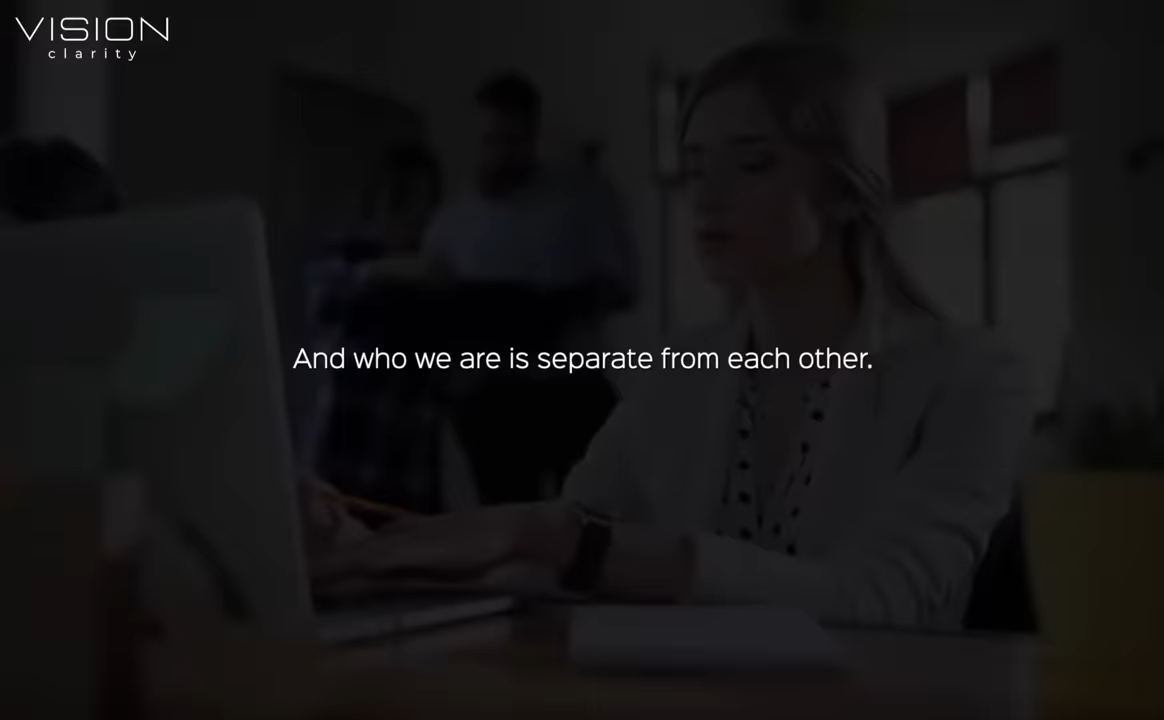 VISION
clarity
And who we are is separate from each other.